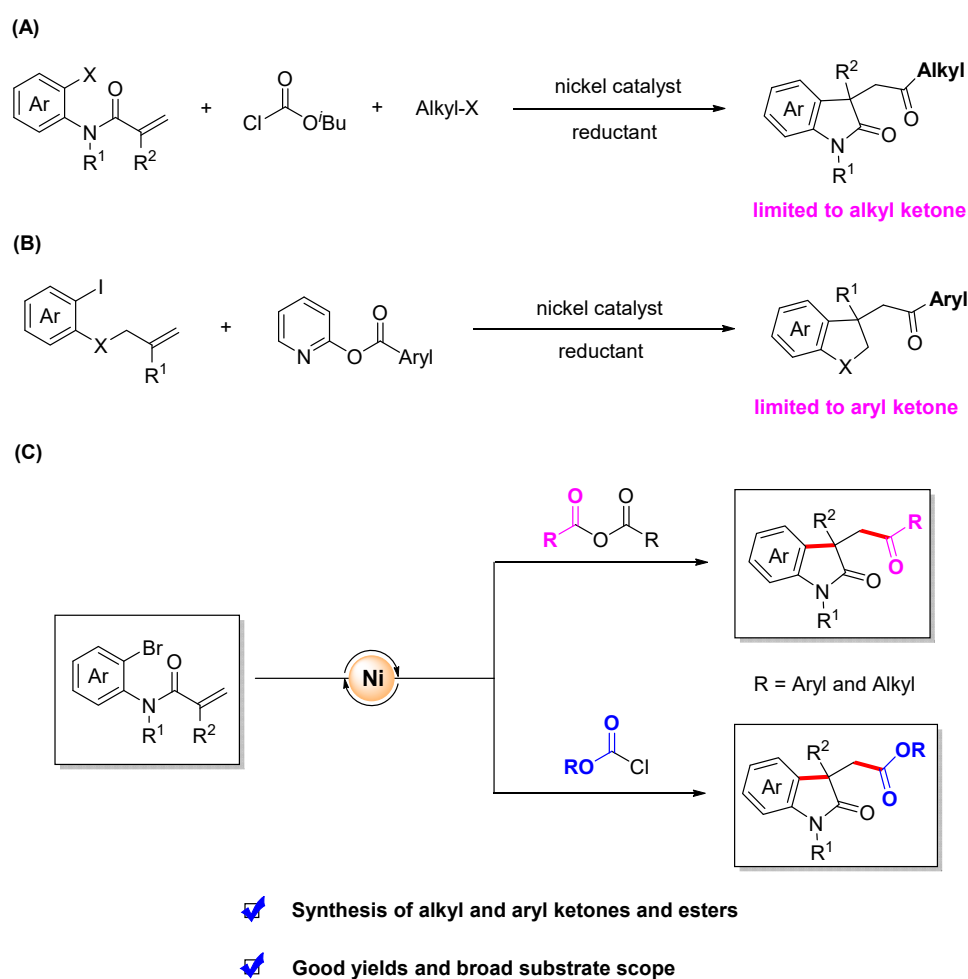 (A)
X
Ar
O
N
R1
R2
+
O
Cl
OiBu
+
Alkyl-X
nickel catalyst
reductant
R2
Alkyl
O
Ar
O
N
R1
limited to alkyl ketone
(B)
I
Ar
X
R1
+
N
O
O
Aryl
nickel catalyst
reductant
R1
Aryl
O
Ar
X
limited to aryl ketone
(C)
O
O
R
O
R
R2
R
O
Ar
O
N
R1
Br
Ar
O
N
R1
R2
Ni
R = Aryl and Alkyl
O
RO
Cl
R2
OR
O
Ar
O
N
R1
Synthesis of alkyl and aryl ketones and esters
Good yields and broad substrate scope